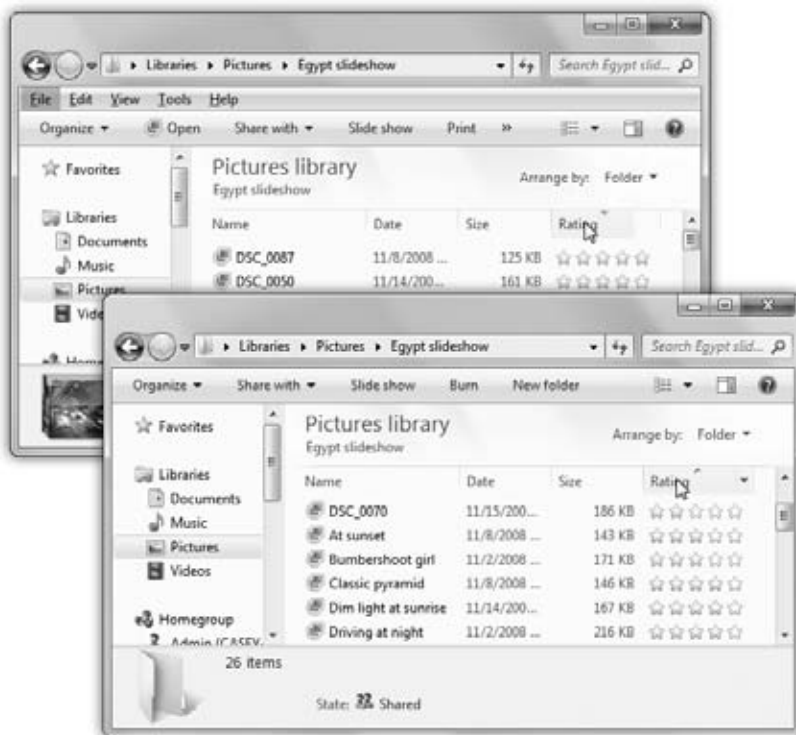 Libraries ▸ Pictures ▸ Egypt slideshow
Search Egypt slid...
File Edit View Tools Help
Organize Open Share with Slide show Print »
Favorites
Libraries
Documents
Music
Pictures
Pictures library
Egypt slideshow
Arrange by: Folder
Name Date Size Rating
DSC_0087 11/8/2008 ... 125 KB
DSC_0050 11/14/200... 161 KB
Libraries ▸ Pictures ▸ Egypt slideshow
Search Egypt slid...
Organize Share with Slide show Burn New folder
Favorites
Libraries
Documents
Music
Pictures
Videos
Homegroup
Pictures library
Egypt slideshow
Arrange by: Folder
Name Date Size Rating
DSC_0070 11/15/200... 186 KB
At sunset 11/8/2008 ... 143 KB
Bumbershoot girl 11/2/2008 ... 171 KB
Classic pyramid 11/8/2008 ... 146 KB
Dim light at sunrise 11/14/200... 167 KB
Driving at night 11/2/2008 ... 216 KB
26 items
State: Shared